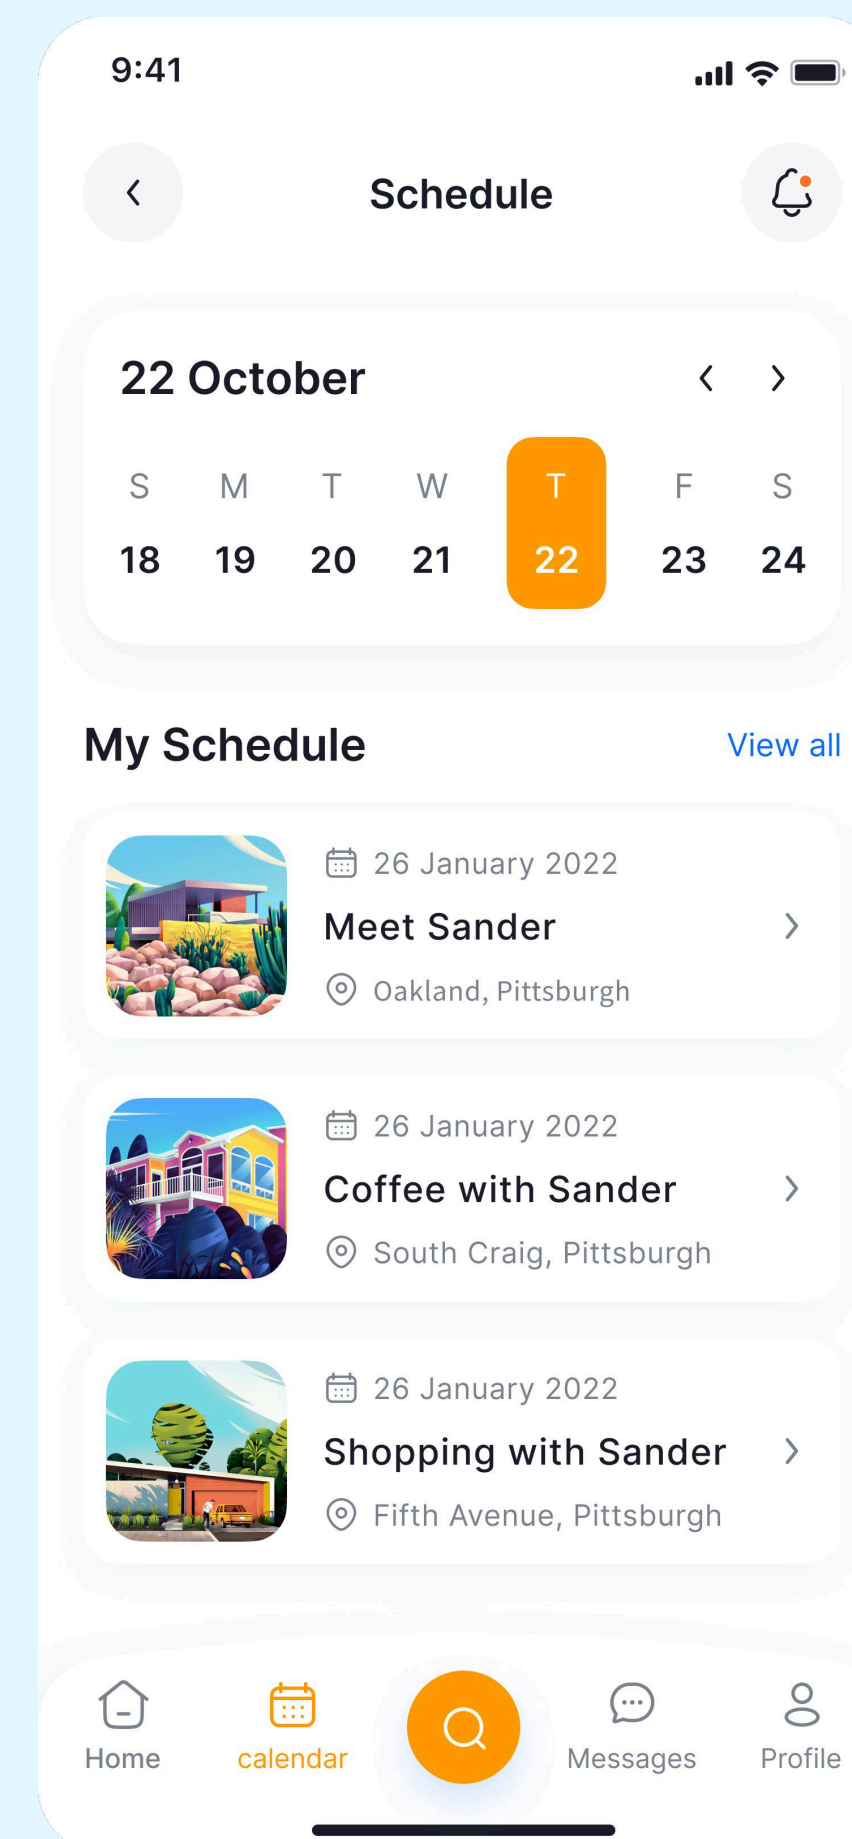 9:41
Schedule
22 October
S M T W T F S
18 19 20 21 22 23 24
My Schedule View all
26 January 2022
Meet Sander
Oakland, Pittsburgh
26 January 2022
Coffee with Sander
South Craig, Pittsburgh
26 January 2022
Shopping with Sander
Fifth Avenue, Pittsburgh
Home calendar Messages Profile